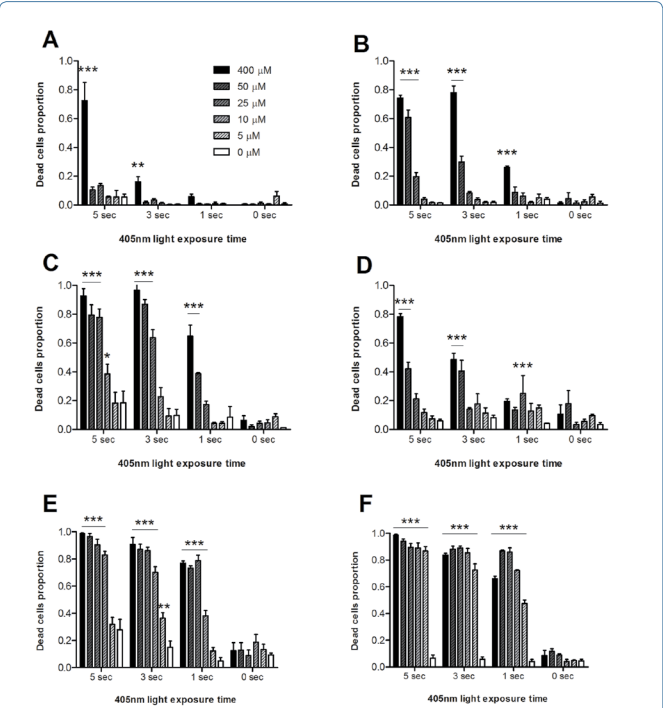 A
Dead cells proportion
1.0
0.8
0.6
0.4
0.2
0.0
***
**
400 μM
50 μM
25 μM
10 μM
5 μM
0 μM
5 sec 3 sec 1 sec 0 sec
405nm light exposure time
B
Dead cells proportion
1.0
0.8
0.6
0.4
0.2
0.0
*** *** ***
5 sec 3 sec 1 sec 0 sec
405nm light exposure time
C
Dead cells proportion
1.0
0.8
0.6
0.4
0.2
0.0
*** * *** ***
5 sec 3 sec 1 sec 0 sec
405nm light exposure time
D
Dead cells proportion
1.0
0.8
0.6
0.4
0.2
0.0
*** *** ***
5 sec 3 sec 1 sec 0 sec
405nm light exposure time
E
Dead cells proportion
1.0
0.8
0.6
0.4
0.2
0.0
*** *** ** ***
5 sec 3 sec 1 sec 0 sec
405nm light exposure time
F
Dead cells proportion
1.0
0.8
0.6
0.4
0.2
0.0
*** *** ***
5 sec 3 sec 1 sec 0 sec
405nm light exposure time